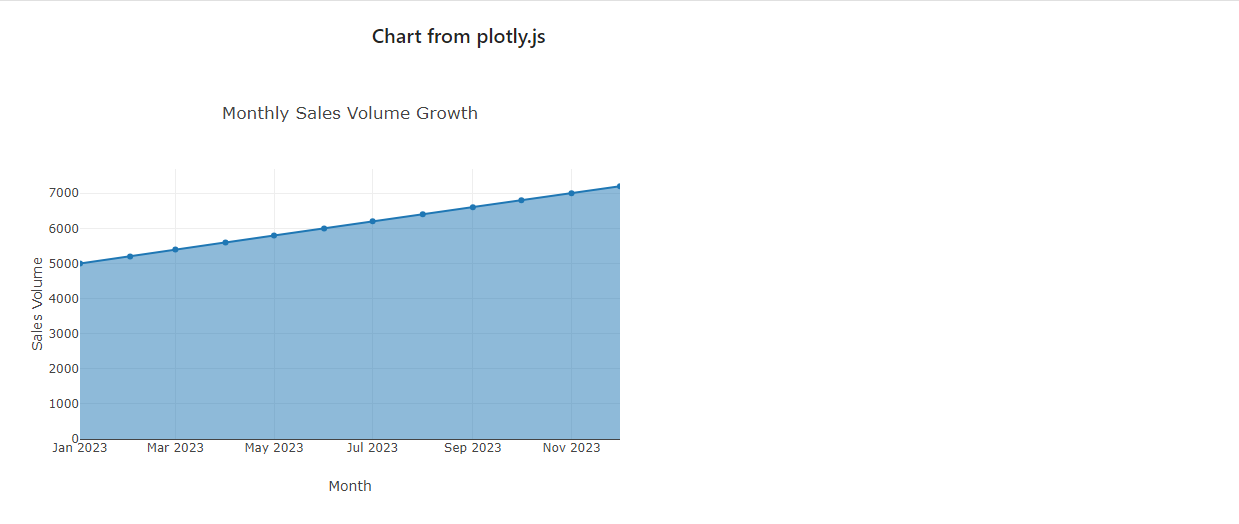 Chart from plotly.js
Monthly Sales Volume Growth
7000
6000
5000
4000
3000
2000
1000
0
Sales Volume
Jan 2023 Mar 2023 May 2023 Jul 2023 Sep 2023 Nov 2023
Month